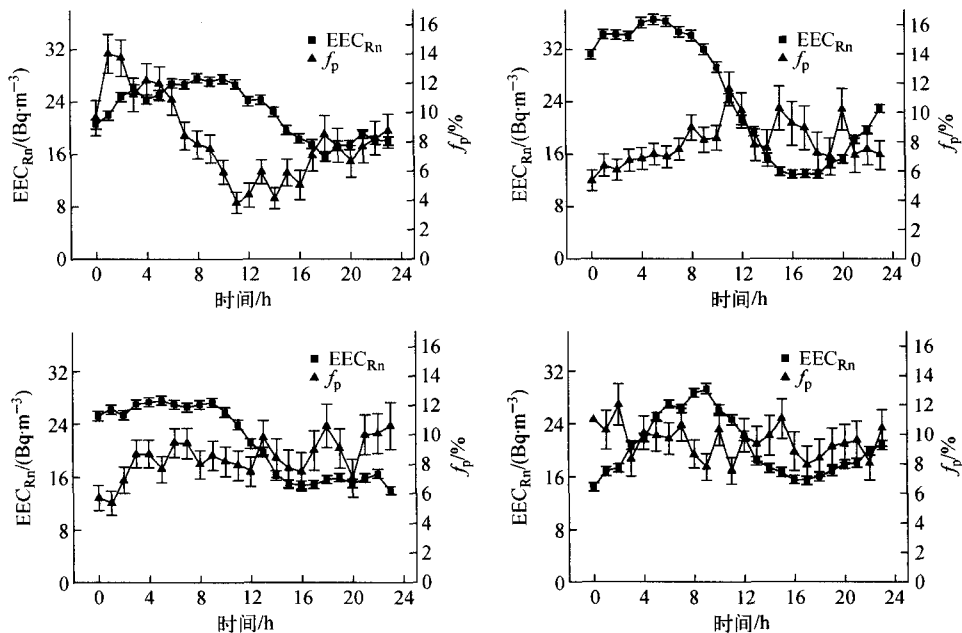 EEC_Rn/(Bq·m⁻³)
32
24
16
8
0
■ EEC_Rn
▲ f_p
16
14
12
10
8
6
4
2
0
f_p/%
0 4 8 12 16 20 24
时间/h
EEC_Rn/(Bq·m⁻³)
32
24
16
8
0
■ EEC_Rn
▲ f_p
16
14
12
10
8
6
4
2
0
f_p/%
0 4 8 12 16 20 24
时间/h
EEC_Rn/(Bq·m⁻³)
32
24
16
8
0
■ EEC_Rn
▲ f_p
16
14
12
10
8
6
4
2
0
f_p/%
0 4 8 12 16 20 24
时间/h
EEC_Rn/(Bq·m⁻³)
32
24
16
8
0
■ EEC_Rn
▲ f_p
16
14
12
10
8
6
4
2
0
f_p/%
0 4 8 12 16 20 24
时间/h